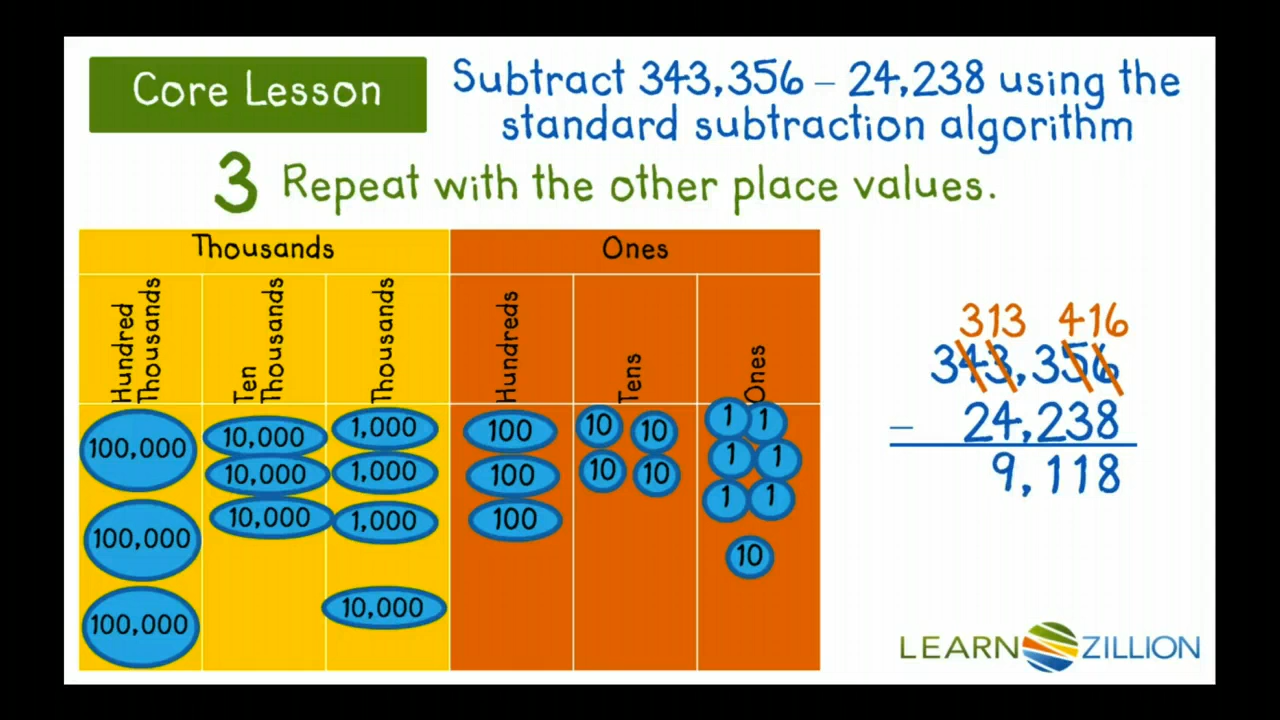 Core Lesson
Subtract 343,356 – 24,238 using the
standard subtraction algorithm
3 Repeat with the other place values.
Thousands Ones
Hundred Thousands Ten Thousands Thousands Hundreds Tens Ones
100,000 10,000 1,000 100 10 10 1 1
10,000 1,000 100 10 10 1 1
100,000 10,000 1,000 100 1 1
10
100,000 10,000
313 416
343,356
– 24,238
9,118
LEARN ZILLION